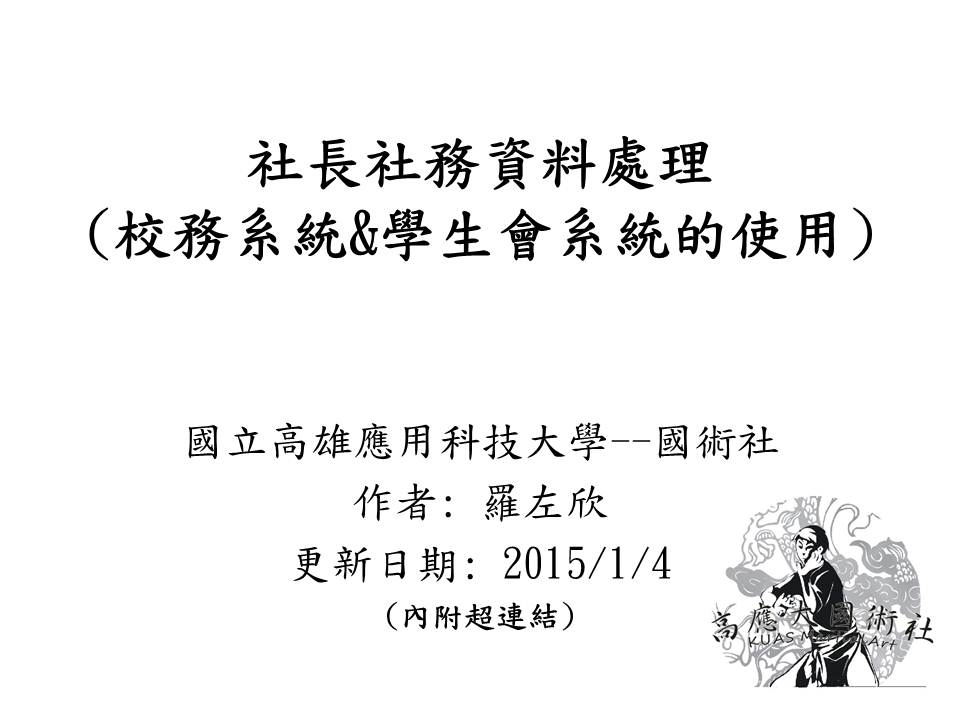 社長社務資料處理
(校務系統&學生會系統的使用)
國立高雄應用科技大學--國術社
作者: 羅左欣
更新日期: 2015/1/4
(內附超連結)
高應大國術社
KUAS Martial Art